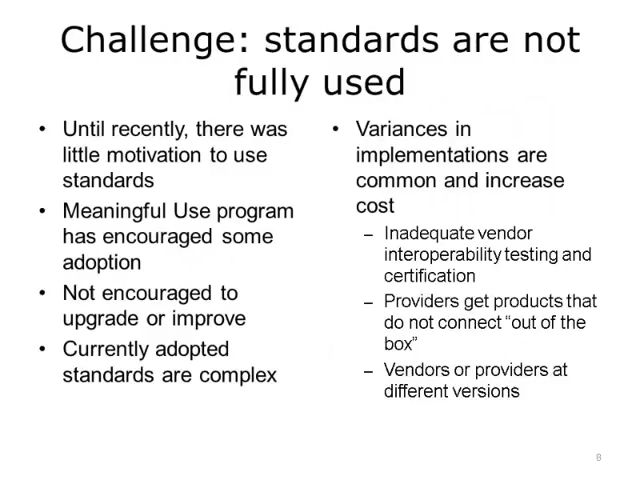 Challenge: standards are not
fully used
• Until recently, there was
little motivation to use
standards
• Meaningful Use program
has encouraged some
adoption
• Not encouraged to
upgrade or improve
• Currently adopted
standards are complex
• Variances in
implementations are
common and increase
cost
– Inadequate vendor
interoperability testing and
certification
– Providers get products that
do not connect “out of the
box”
– Vendors or providers at
different versions
8